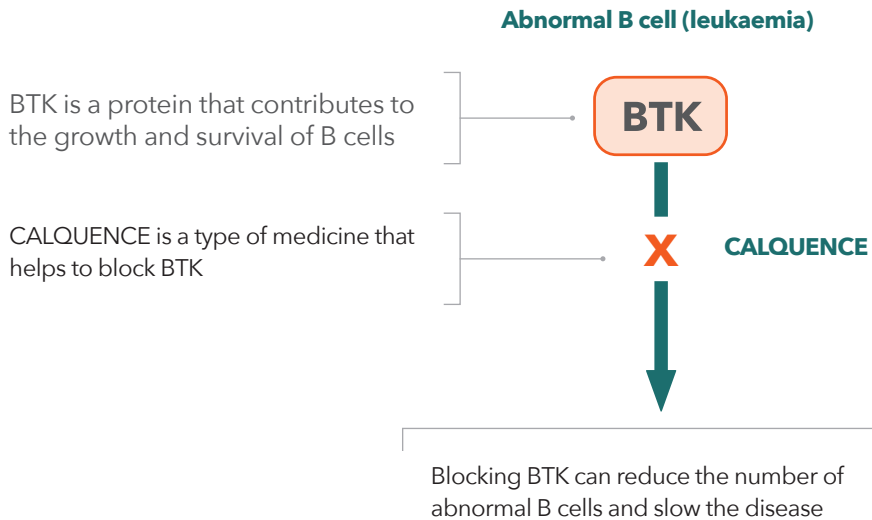 Abnormal B cell (leukaemia)
BTK is a protein that contributes to
the growth and survival of B cells
BTK
CALQUENCE is a type of medicine that
helps to block BTK
X
CALQUENCE
Blocking BTK can reduce the number of
abnormal B cells and slow the disease